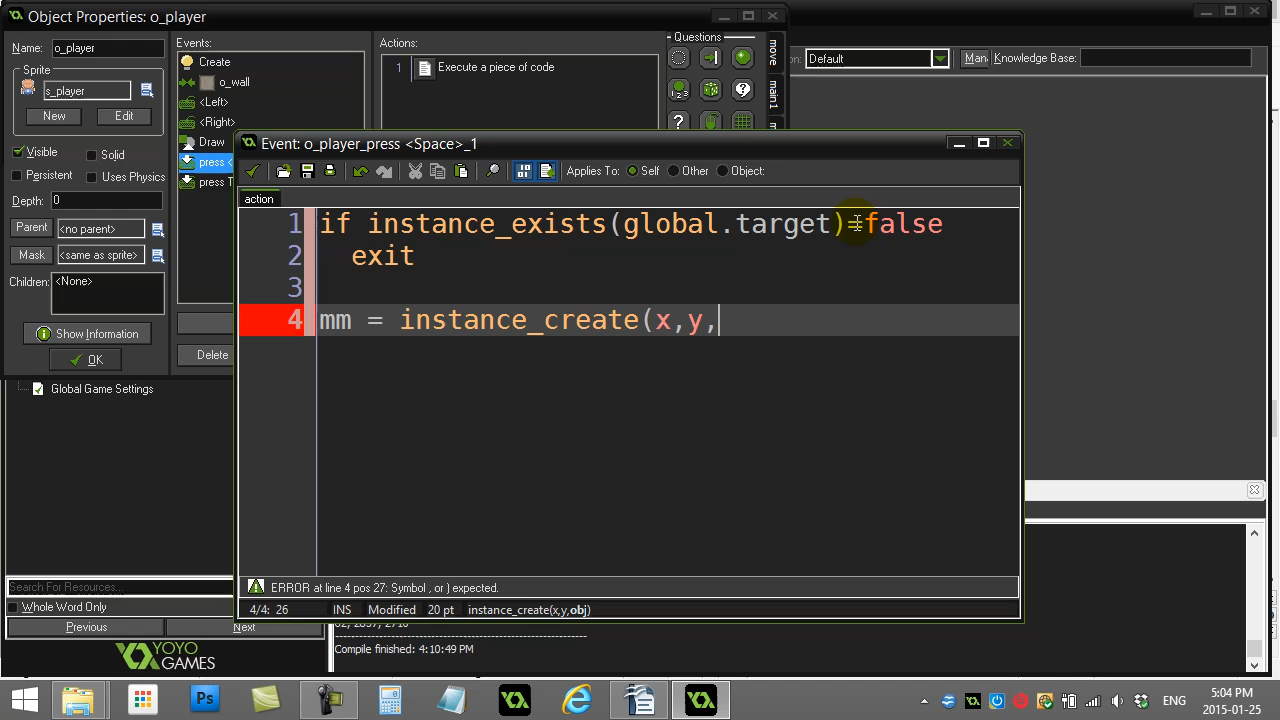 Object Properties: o_player
Name: o_player
Sprite
s_player
New Edit
Visible Solid
Persistent Uses Physics
Depth: 0
Parent <no parent>
Mask <same as sprite>
Children: <None>
Show Information
OK
Events:
Create
o_wall
<Left>
<Right>
Draw
press <
press T
Delete
Actions:
1 Execute a piece of code
Questions
move
main1
Default
Man
Knowledge Base:
Event: o_player_press <Space>_1
Applies To: Self Other Object:
action
1 if instance_exists(global.target)=false
2 exit
3
4 mm = instance_create(x,y,
ERROR at line 4 pos 27: Symbol , or ) expected.
4/4: 26 INS Modified 20 pt instance_create(x,y,obj)
Global Game Settings
Search For Resources...
Whole Word Only
Previous Next
YOYO
GAMES
Compile finished: 4:10:49 PM
ENG
5:04 PM
2015-01-25